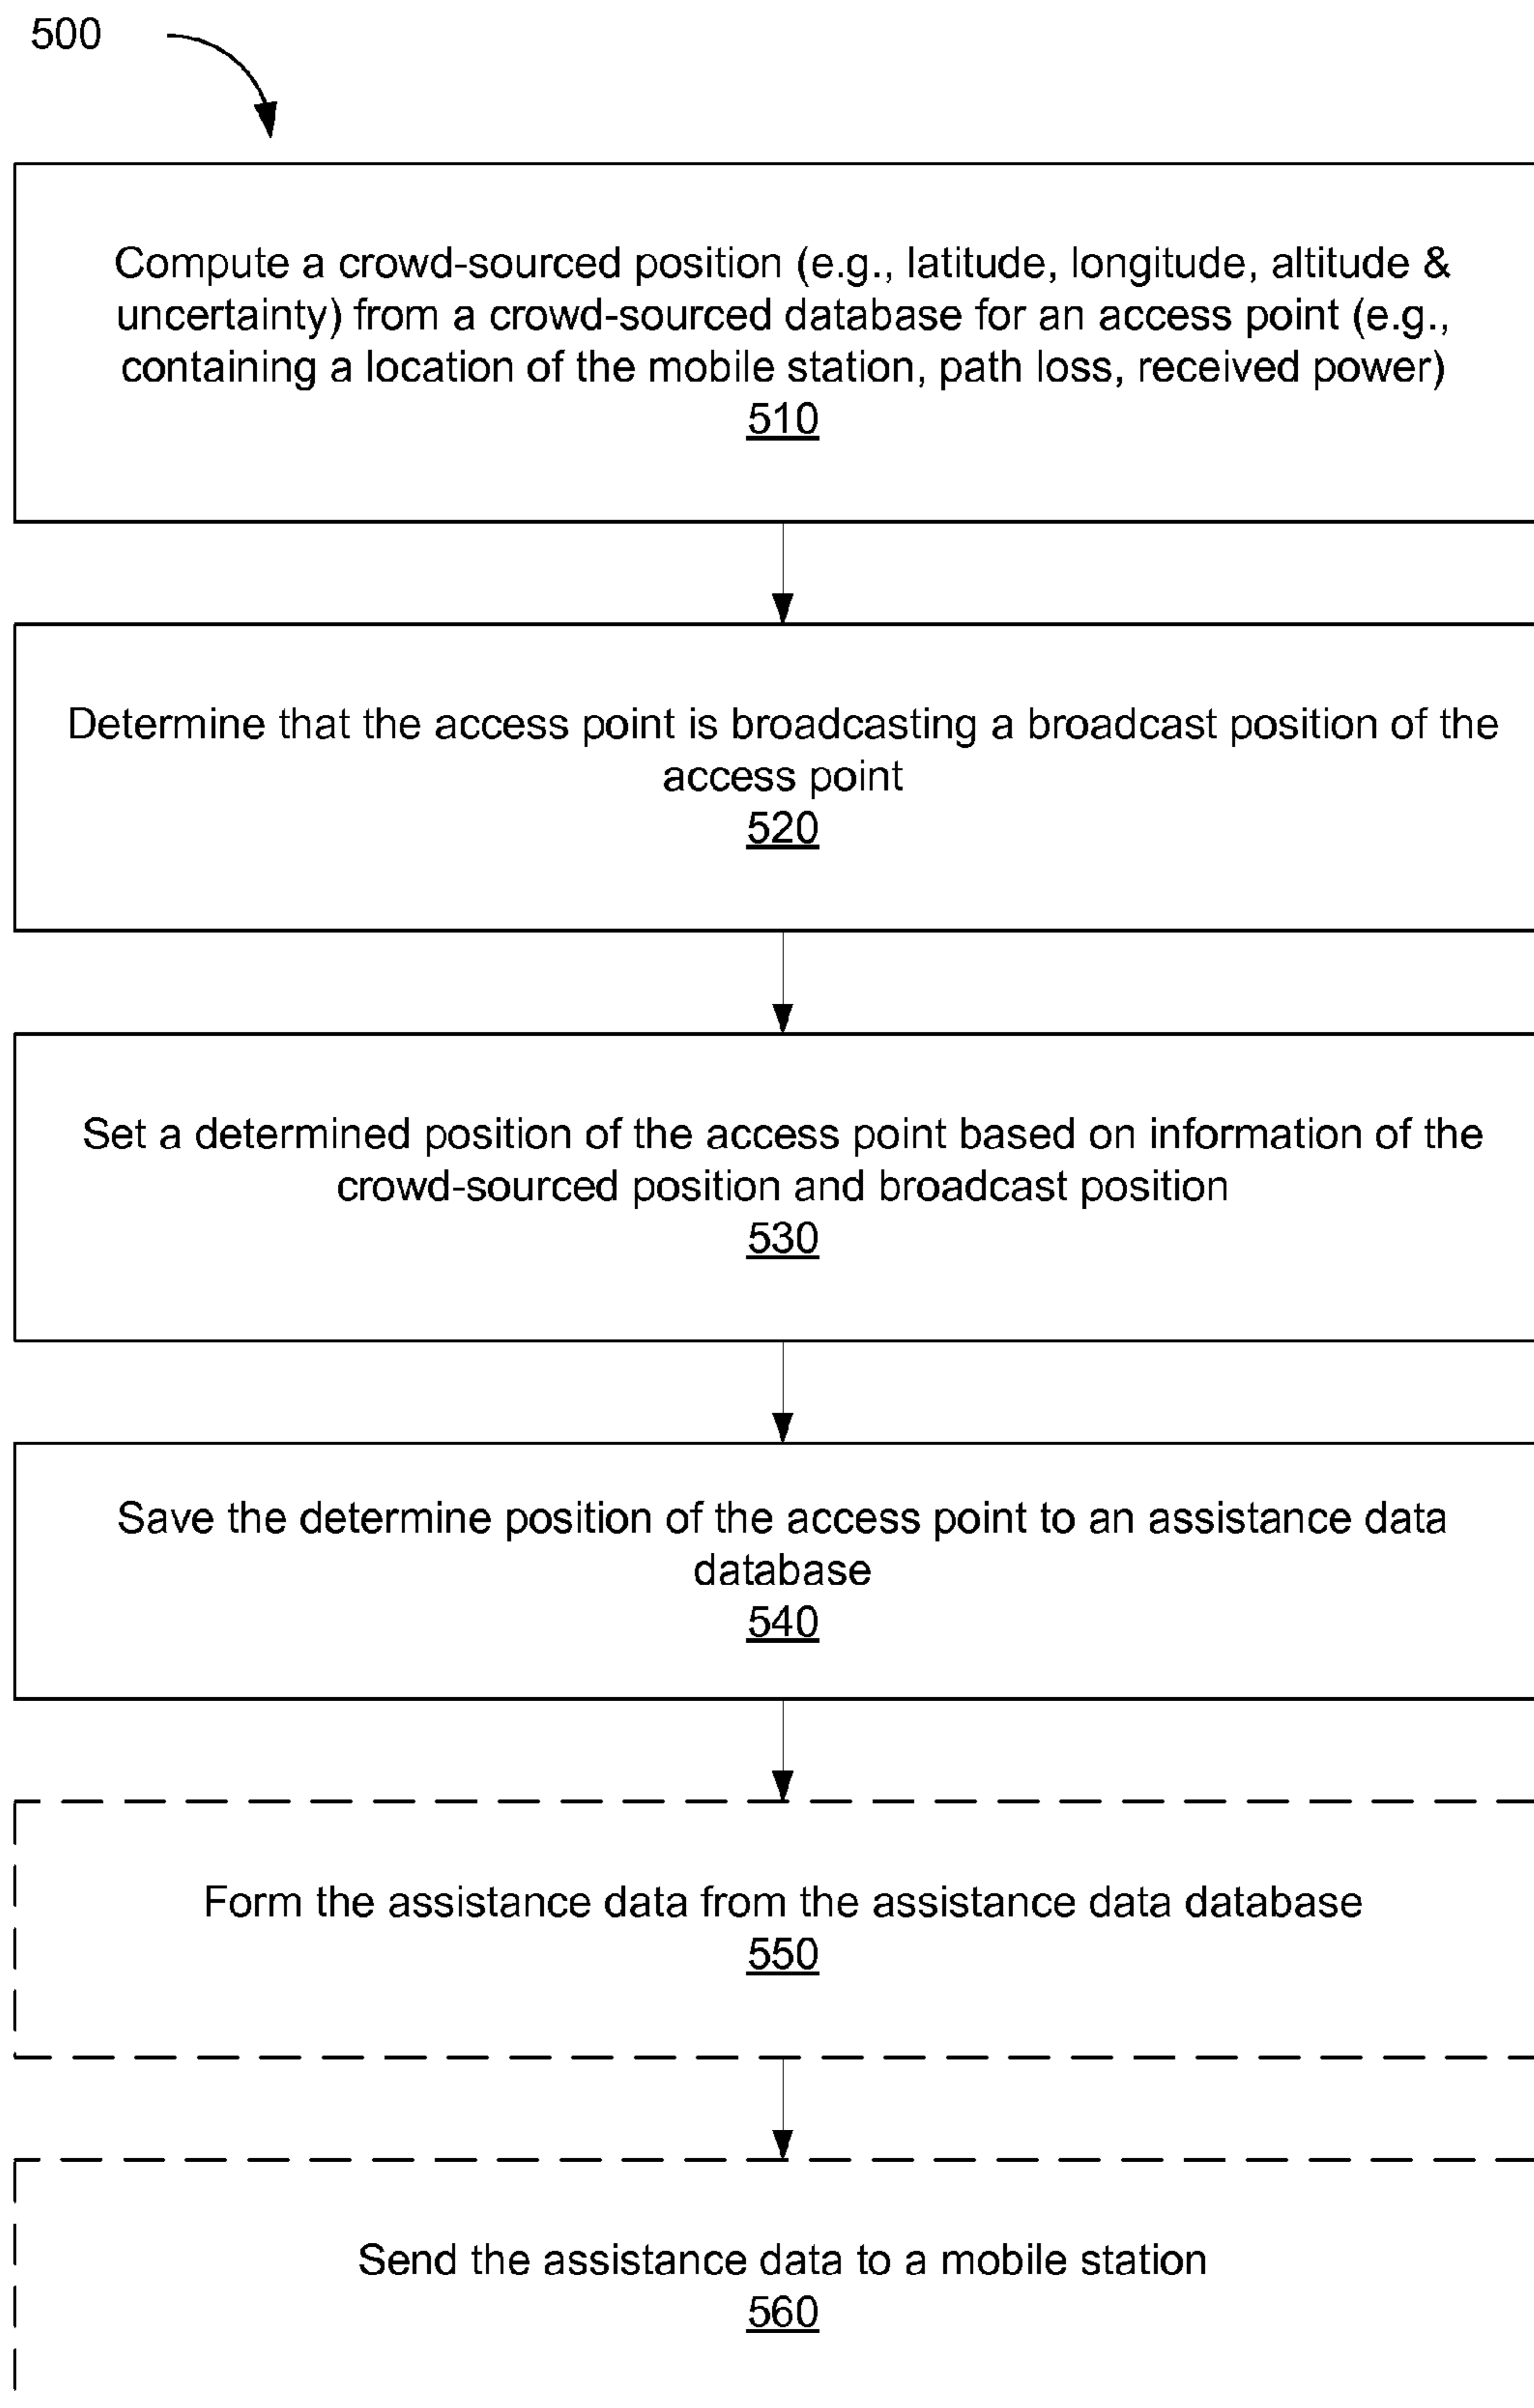 500
Compute a crowd-sourced position (e.g., latitude, longitude, altitude &
uncertainty) from a crowd-sourced database for an access point (e.g.,
containing a location of the mobile station, path loss, received power)
510
Determine that the access point is broadcasting a broadcast position of the
access point
520
Set a determined position of the access point based on information of the
crowd-sourced position and broadcast position
530
Save the determine position of the access point to an assistance data
database
540
Form the assistance data from the assistance data database
550
Send the assistance data to a mobile station
560